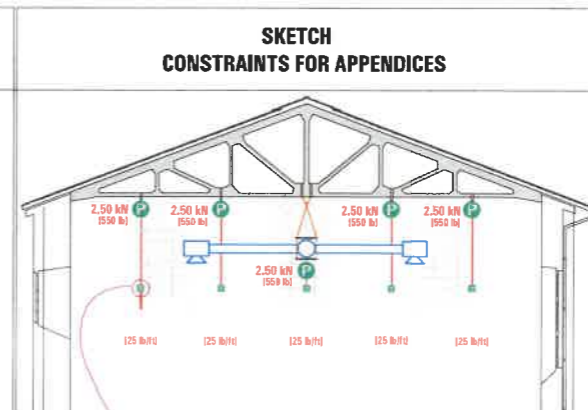 SKETCH
CONSTRAINTS FOR APPENDICES
2.50 kN P 2.50 kN P 2.50 kN P 2.50 kN P
[550 lb] [550 lb] [550 lb] [550 lb]
2.50 kN P
[550 lb]
[25 lb/ft] [25 lb/ft] [25 lb/ft] [25 lb/ft] [25 lb/ft]